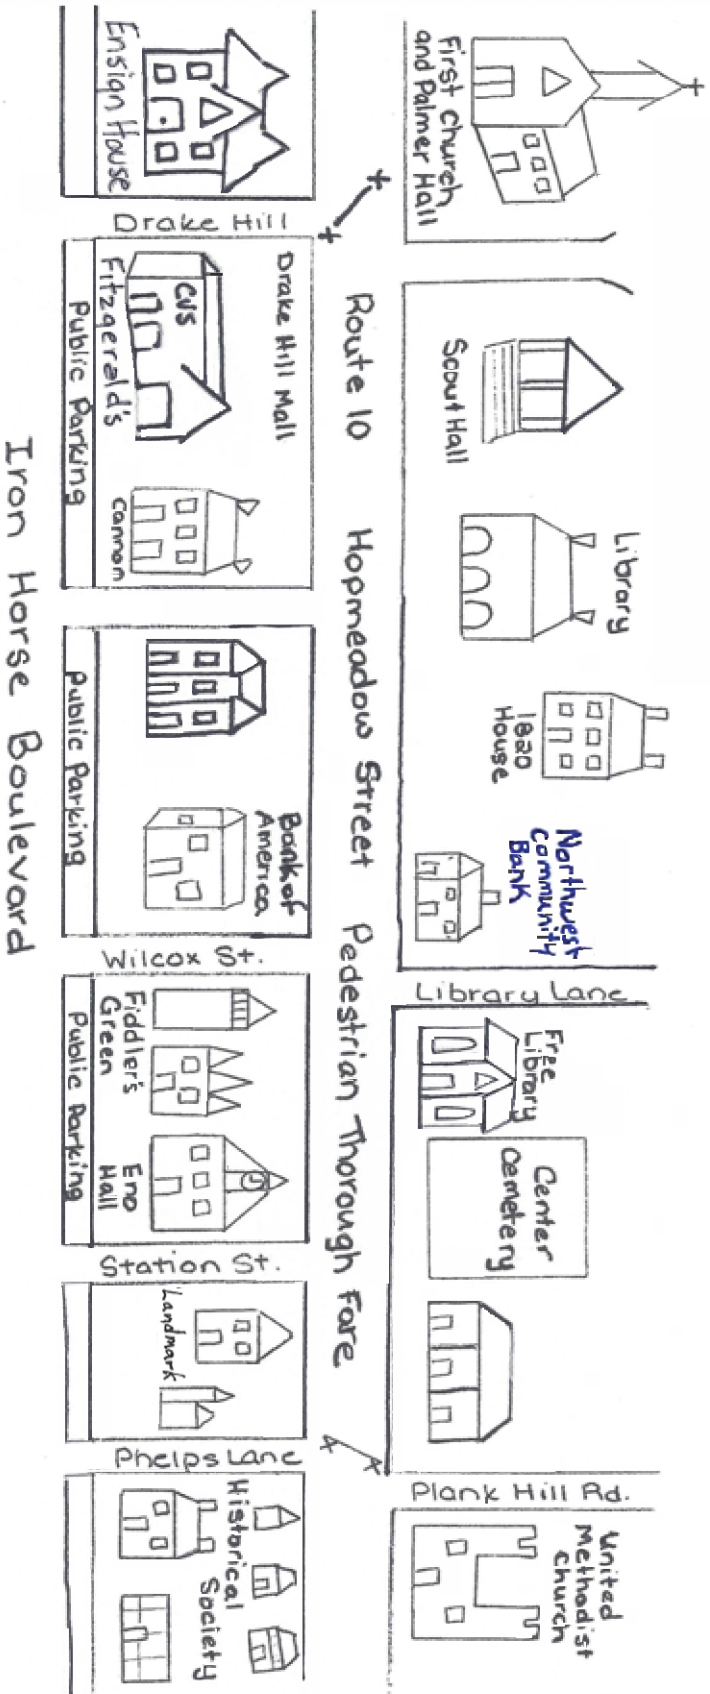 First Church
and Palmer Hall
Scout Hall
Library
1820
House
Northwest
Community
Bank
Library Lane
Free
Library
Center
Cemetery
Plank Hill Rd.
United
Methodist
Church
Route 10 Hopmeadow Street Pedestrian Thorough Fare
Ensign House
Drake Hill
Drake Hill Mall
CVS
Fitzgerald's
Cannon
Public Parking
Bank of
America
Public Parking
Wilcox St.
Fiddler's
Green
Eno
Hall
Public Parking
Station St.
"Landmark"
Phelps Lane
Historical
Society
Iron Horse Boulevard